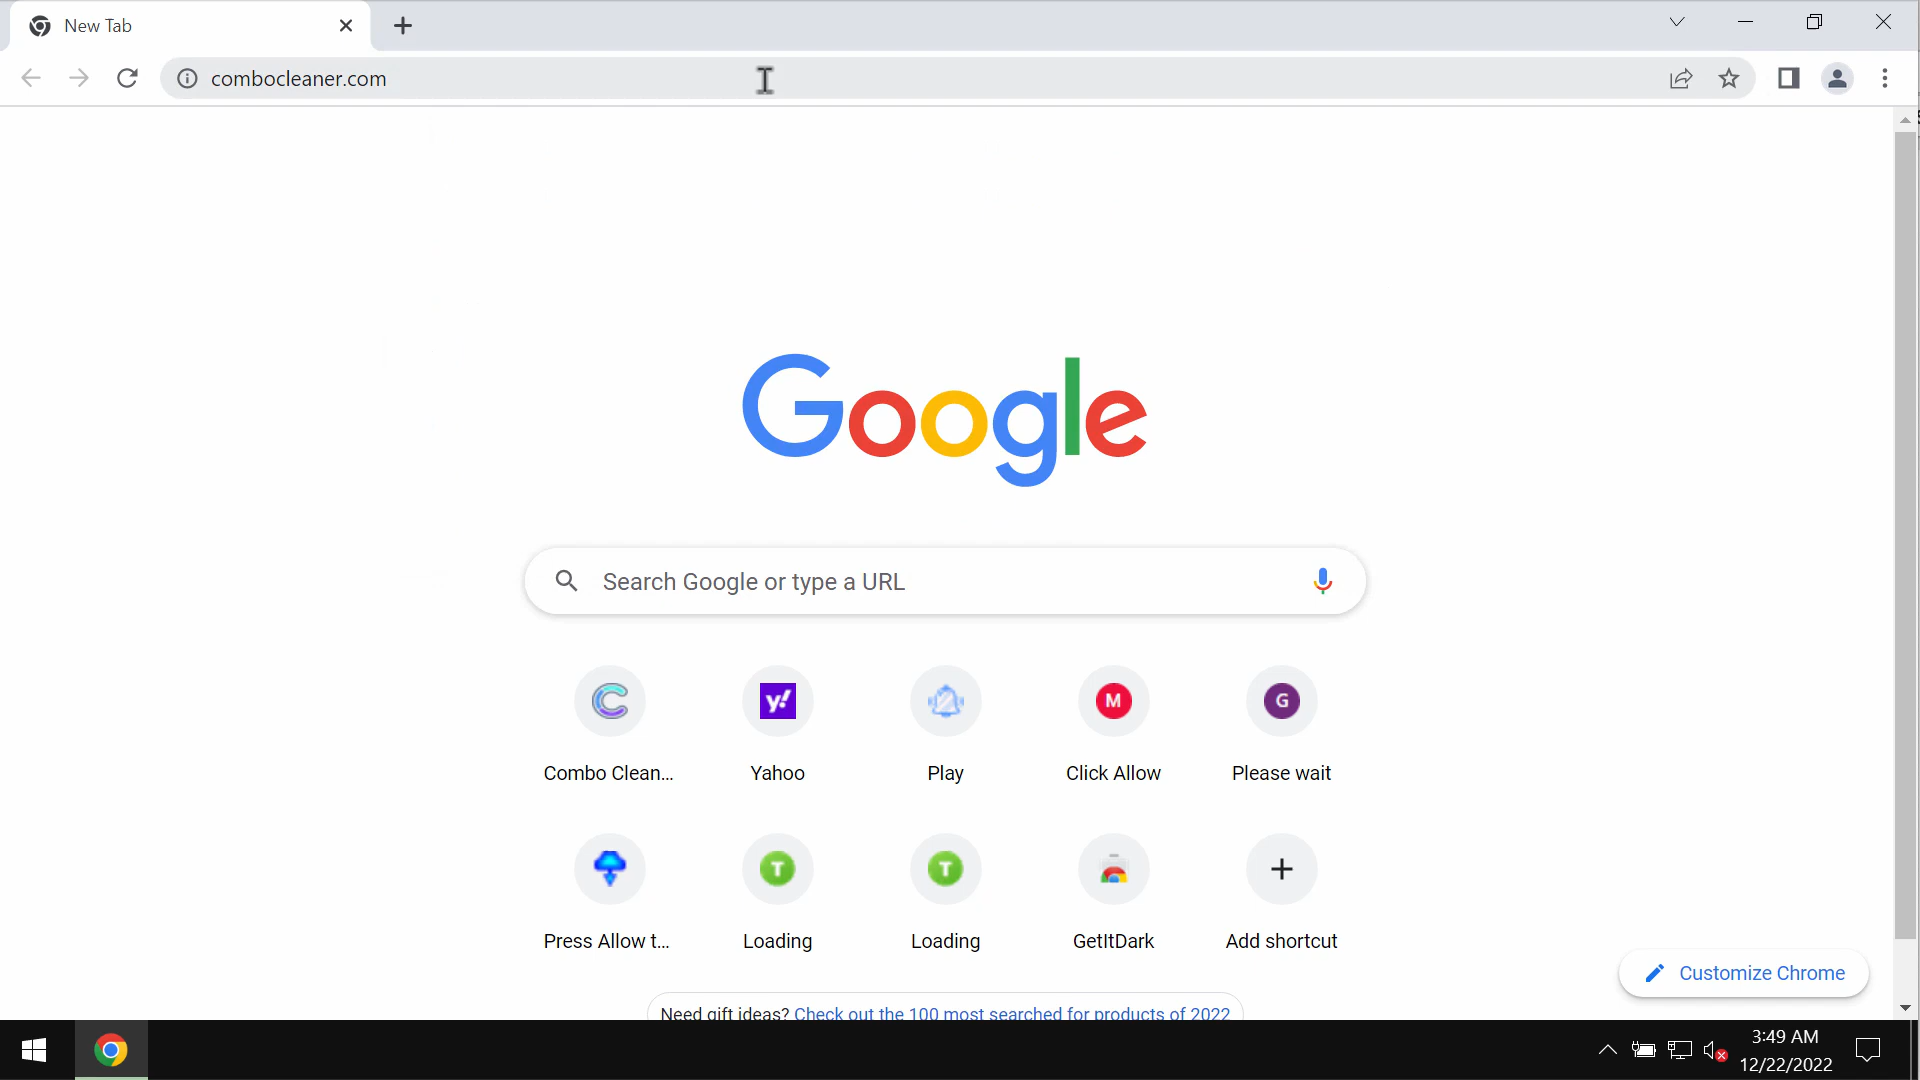 New Tab
combocleaner.com
Google
Search Google or type a URL
Combo Clean...
Yahoo
Play
Click Allow
Please wait
Press Allow t...
Loading
Loading
GetItDark
Add shortcut
Customize Chrome
Need gift ideas? Check out the 100 most searched for products of 2022
3:49 AM
12/22/2022